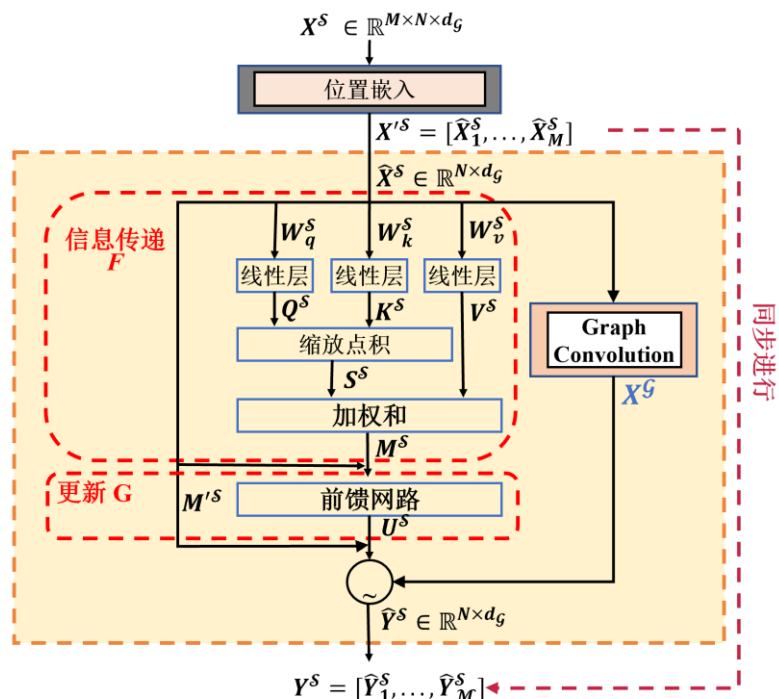 X^𝒮 ∈ ℝ^{M×N×d_𝒢}
位置嵌入
X'^𝒮 = [X̂_1^𝒮, . . . , X̂_M^𝒮]
X̂^𝒮 ∈ ℝ^{N×d_𝒢}
信息传递
F
W_q^𝒮
W_k^𝒮
W_v^𝒮
线性层
线性层
线性层
Q^𝒮
K^𝒮
V^𝒮
缩放点积
S^𝒮
加权和
M^𝒮
Graph
Convolution
X^𝒢
同步进行
更新 G
M'^𝒮
前馈网路
U^𝒮
~
Ŷ^𝒮 ∈ ℝ^{N×d_𝒢}
Y^𝒮 = [Ŷ_1^𝒮, . . . , Ŷ_M^𝒮]